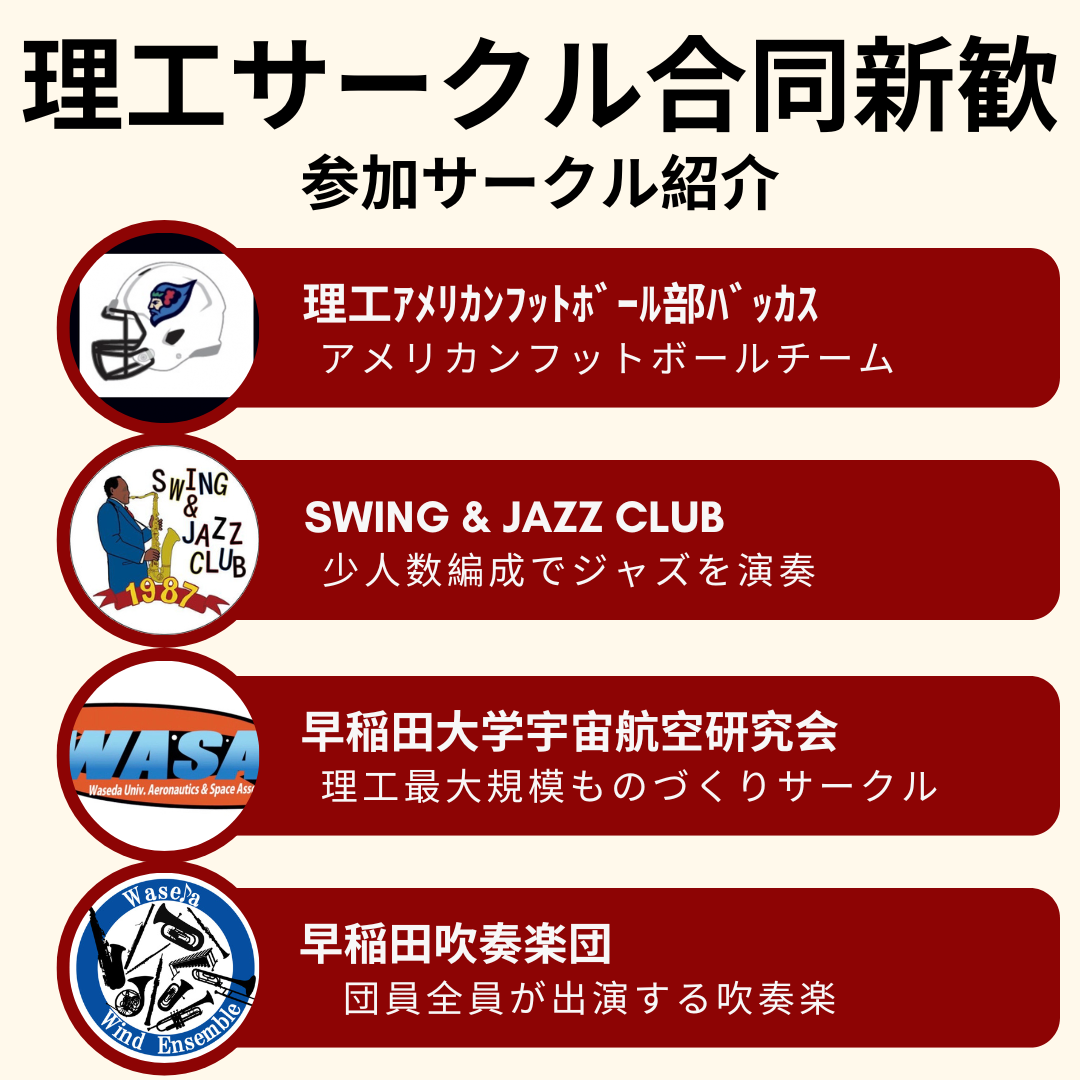 理工サークル合同新歓
参加サークル紹介
理工ｱﾒﾘｶﾝﾌｯﾄﾎﾞｰﾙ部ﾊﾞｯｶｽ
アメリカンフットボールチーム
SWING
&
JAZZ
CLUB
1987
SWING & JAZZ CLUB
少人数編成でジャズを演奏
WASA
Waseda Univ. Aeronautics & Space Ass
早稲田大学宇宙航空研究会
理工最大規模ものづくりサークル
Waseda
Wind Ensemble
早稲田吹奏楽団
団員全員が出演する吹奏楽